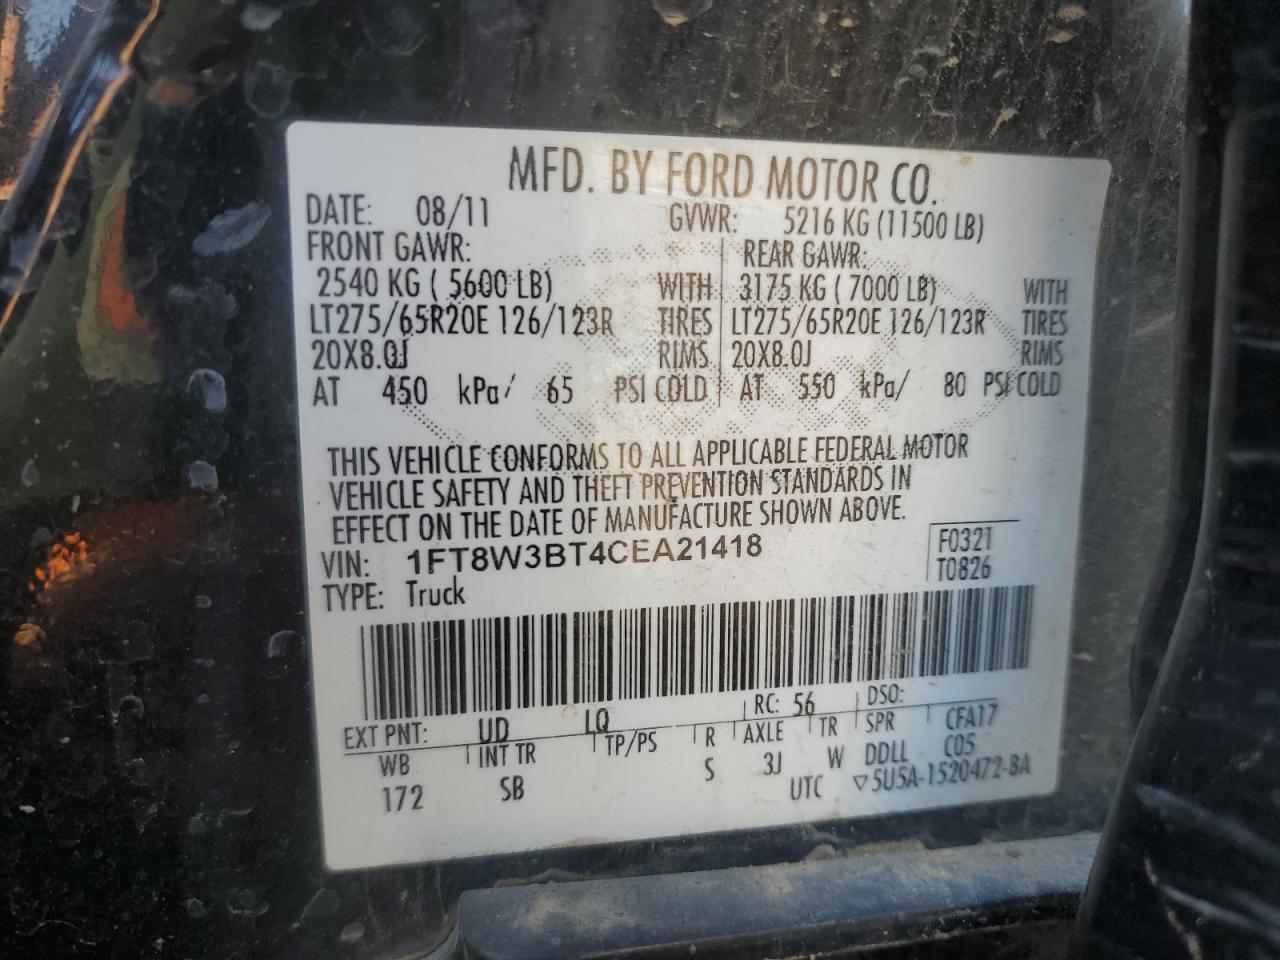 MFD. BY FORD MOTOR CO.
DATE: 08/11 GVWR: 5216 KG (11500 LB)
FRONT GAWR: REAR GAWR:
2540 KG ( 5600 LB) WITH 3175 KG ( 7000 LB) WITH
LT275/65R20E 126/123R TIRES LT275/65R20E 126/123R TIRES
20X8.0J RIMS 20X8.0J RIMS
AT 450 kPa/ 65 PSI COLD AT 550 kPa/ 80 PSI COLD
THIS VEHICLE CONFORMS TO ALL APPLICABLE FEDERAL MOTOR
VEHICLE SAFETY AND THEFT PREVENTION STANDARDS IN
EFFECT ON THE DATE OF MANUFACTURE SHOWN ABOVE.
VIN: 1FT8W3BT4CEA21418 F0321
TYPE: Truck T0826
EXT PNT: UD LQ RC: 56 DSO:
WB INT TR TP/PS R AXLE TR SPR CFA17
172 SB S 3J W DDLL C05
UTC ▽5U5A-1520472-BA